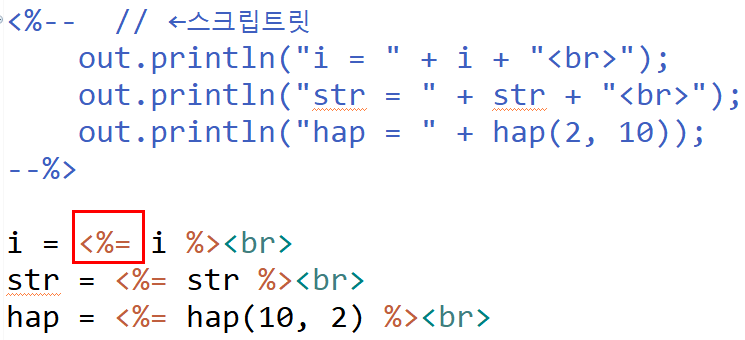 <%--  // ←스크립트릿
    out.println("i = " + i + "<br>");
    out.println("str = " + str + "<br>");
    out.println("hap = " + hap(2, 10));
--%>
i = <%= i %><br>
str = <%= str %><br>
hap = <%= hap(10, 2) %><br>